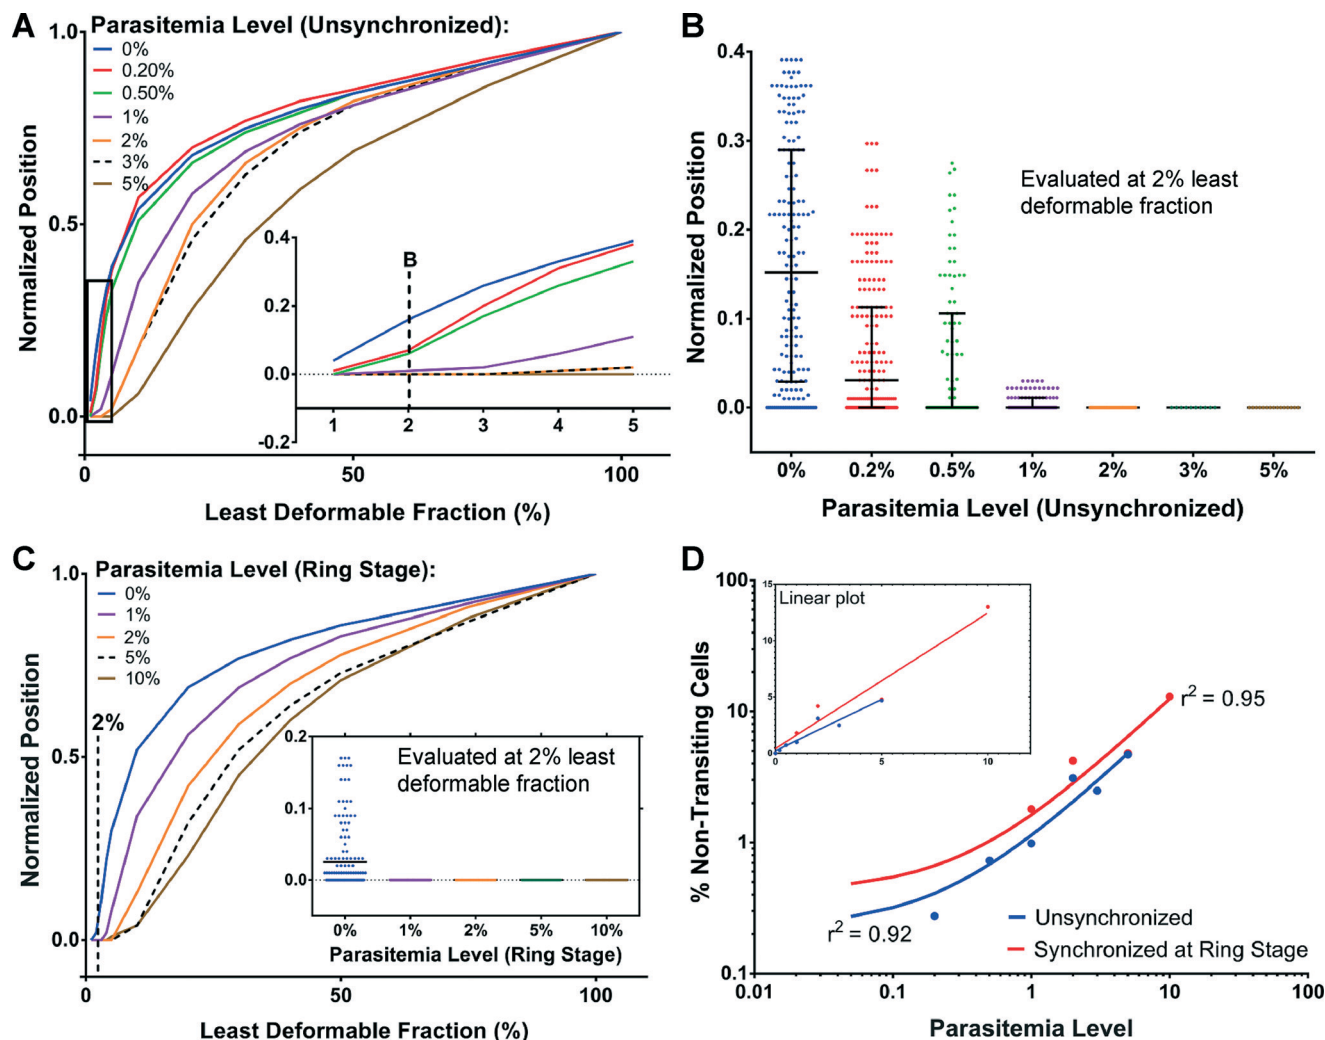 A
Parasitemia Level (Unsynchronized):
0%
0.20%
0.50%
1%
2%
3%
5%
1.0
0.5
0.0
Normalized Position
0.4
0.2
0.0
-0.2
B
1 2 3 4 5
0 50 100
Least Deformable Fraction (%)
B
0.4
0.3
0.2
0.1
0.0
Normalized Position
Evaluated at 2% least
deformable fraction
0% 0.2% 0.5% 1% 2% 3% 5%
Parasitemia Level (Unsynchronized)
C
Parasitemia Level (Ring Stage):
0%
1%
2%
5%
10%
1.0
0.5
0.0
Normalized Position
2%
0.2
0.1
0.0
Evaluated at 2% least
deformable fraction
0% 1% 2% 5% 10%
Parasitemia Level (Ring Stage)
0 50 100
Least Deformable Fraction (%)
D
100
10
1
0.1
% Non-Transiting Cells
Linear plot
15
10
5
0
0 5 10
r² = 0.95
r² = 0.92
Unsynchronized
Synchronized at Ring Stage
0.01 0.1 1 10 100
Parasitemia Level